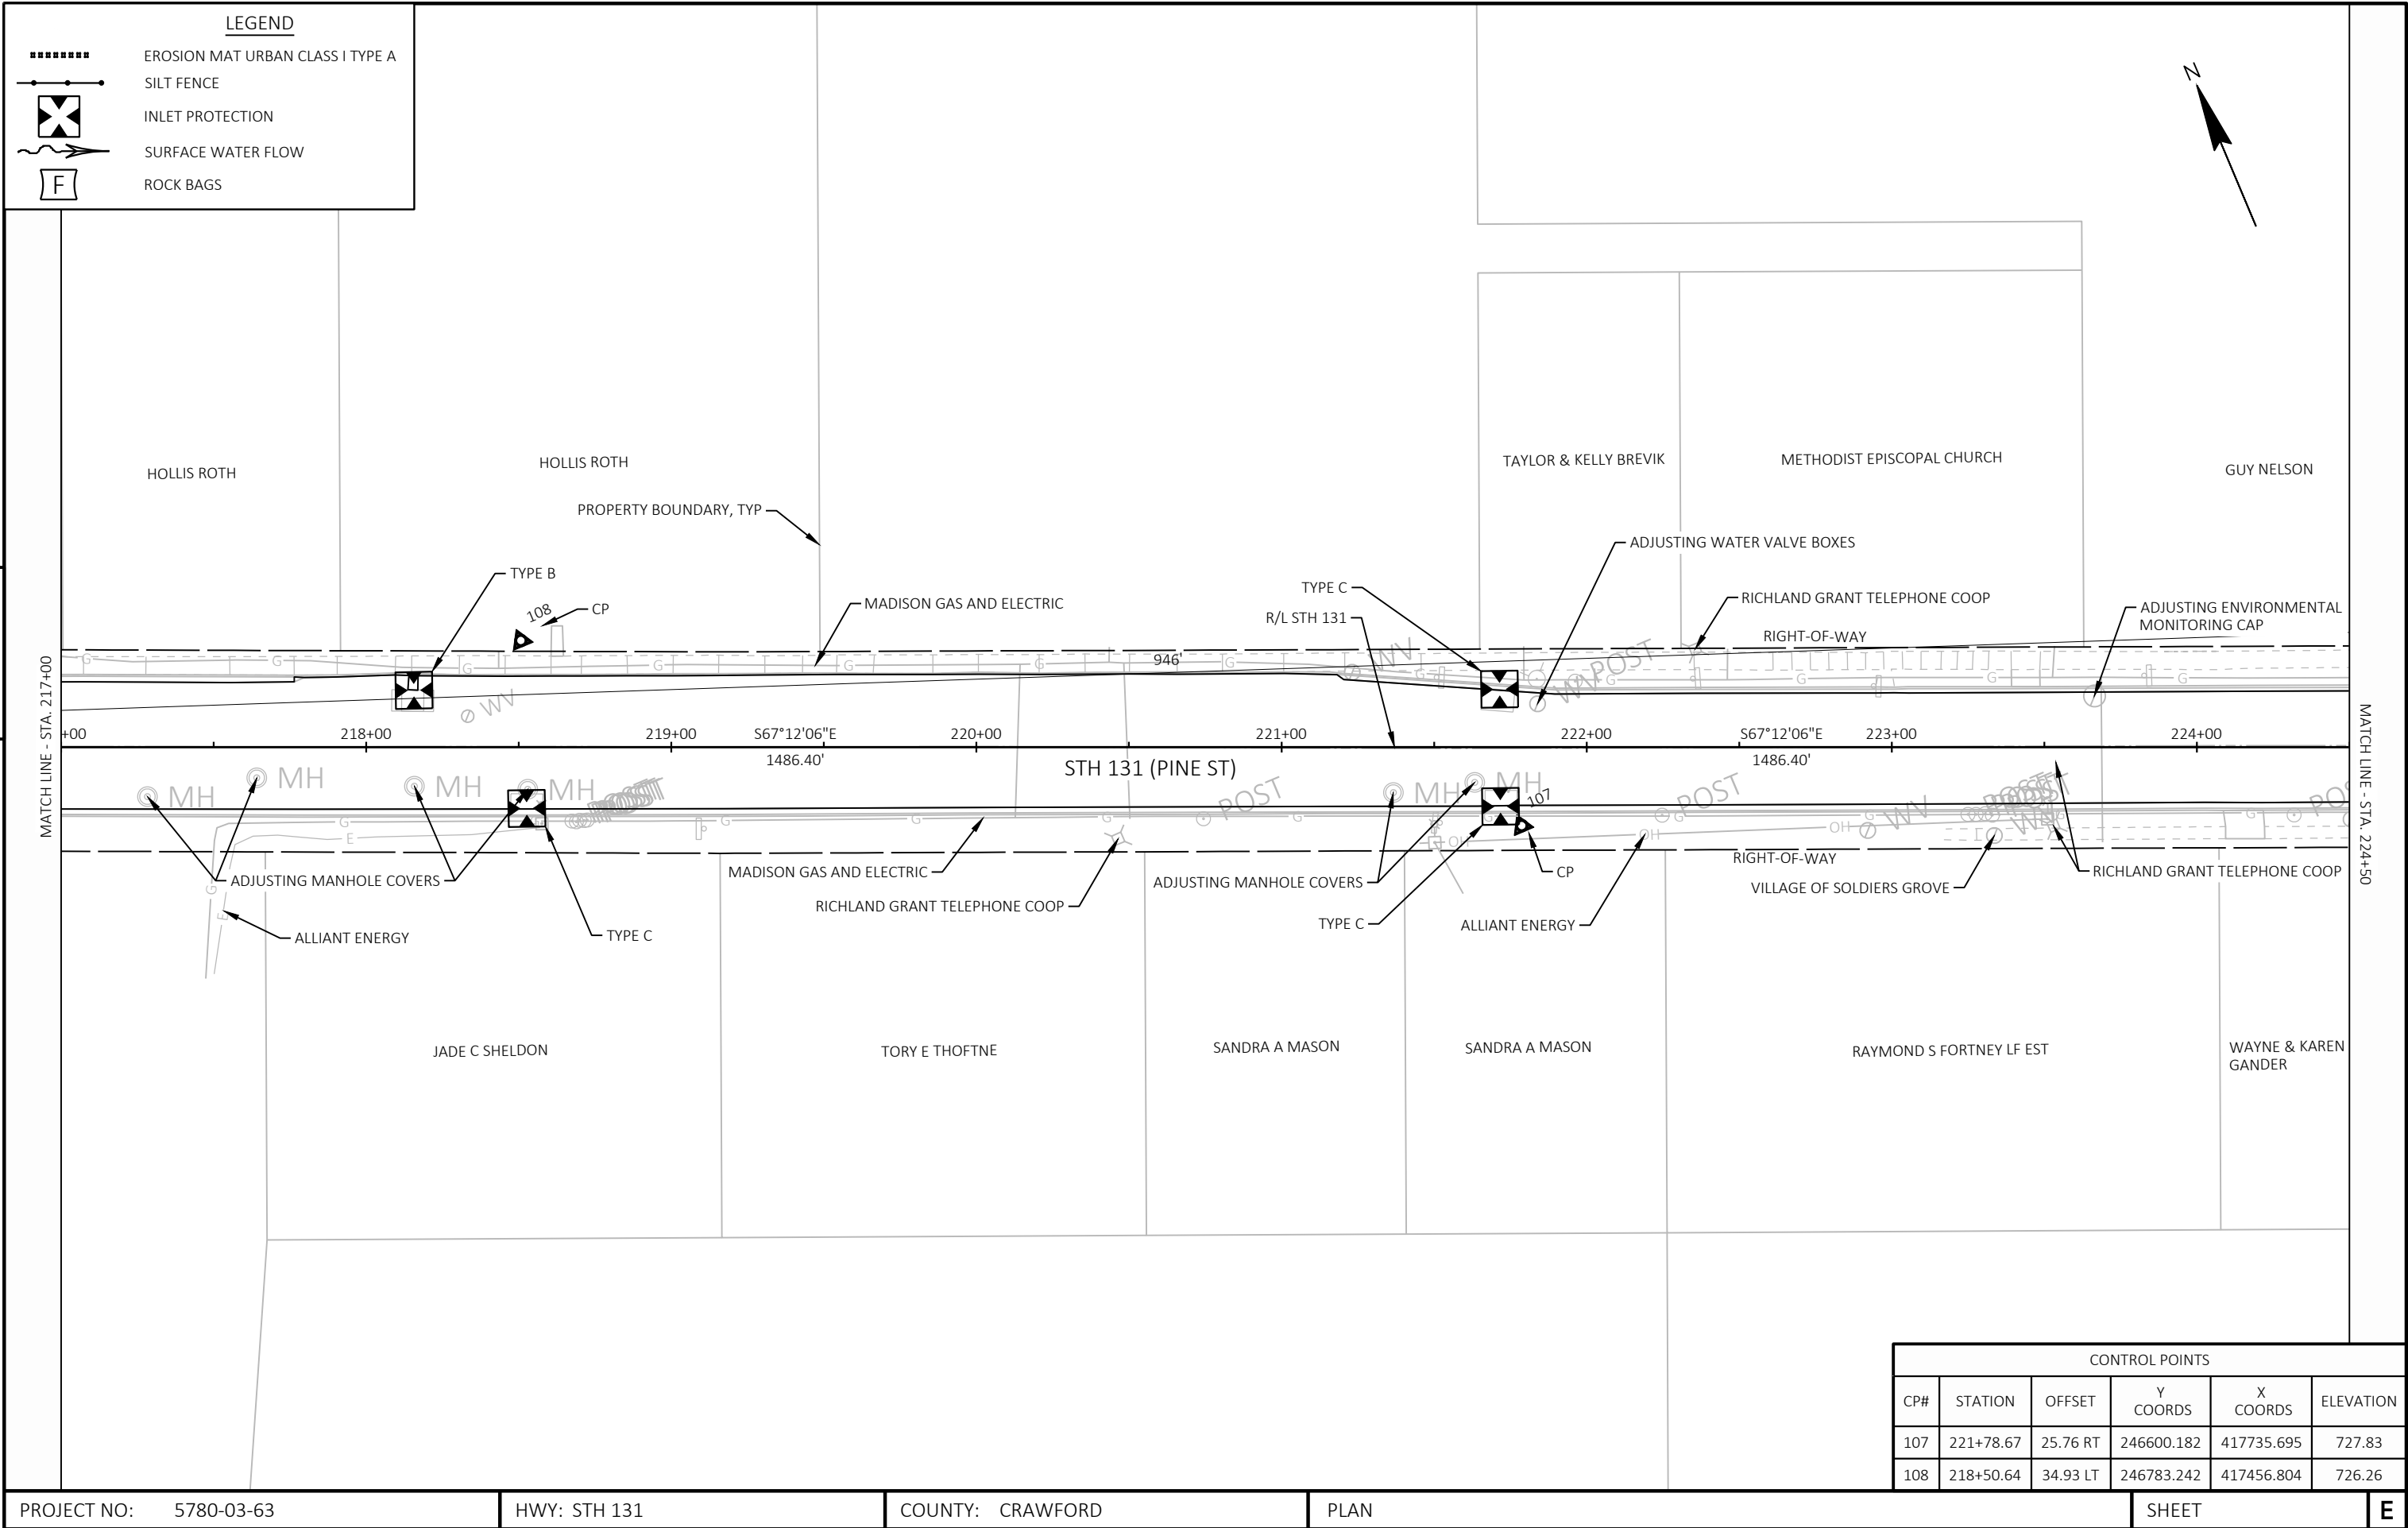 LEGEND
EROSION MAT URBAN CLASS I TYPE A
SILT FENCE
INLET PROTECTION
SURFACE WATER FLOW
F ROCK BAGS
N
HOLLIS ROTH
HOLLIS ROTH
TAYLOR & KELLY BREVIK
METHODIST EPISCOPAL CHURCH
GUY NELSON
PROPERTY BOUNDARY, TYP
ADJUSTING WATER VALVE BOXES
TYPE B
108
CP
MADISON GAS AND ELECTRIC
TYPE C
R/L STH 131
RICHLAND GRANT TELEPHONE COOP
RIGHT-OF-WAY
ADJUSTING ENVIRONMENTAL
MONITORING CAP
946'
G G G G G G G G G G G
WV
WV
WV
POST
MATCH LINE - STA. 217+00
+00 218+00 219+00 567°12'06"E 220+00 221+00 222+00 567°12'06"E 223+00 224+00
1486.40' 1486.40'
STH 131 (PINE ST)
MATCH LINE - STA. 224+50
MH MH MH MH MH MH
POST
POST
WV
107
G G G G G G G G G
E
OH OH OH
G
E
ADJUSTING MANHOLE COVERS
MADISON GAS AND ELECTRIC
RICHLAND GRANT TELEPHONE COOP
ADJUSTING MANHOLE COVERS
CP
RIGHT-OF-WAY
VILLAGE OF SOLDIERS GROVE
RICHLAND GRANT TELEPHONE COOP
ALLIANT ENERGY
TYPE C
TYPE C
ALLIANT ENERGY
JADE C SHELDON
TORY E THOFTNE
SANDRA A MASON
SANDRA A MASON
RAYMOND S FORTNEY LF EST
WAYNE & KAREN
GANDER
CONTROL POINTS
CP# STATION OFFSET Y COORDS X COORDS ELEVATION
107 221+78.67 25.76 RT 246600.182 417735.695 727.83
108 218+50.64 34.93 LT 246783.242 417456.804 726.26
PROJECT NO: 5780-03-63 HWY: STH 131 COUNTY: CRAWFORD PLAN SHEET E